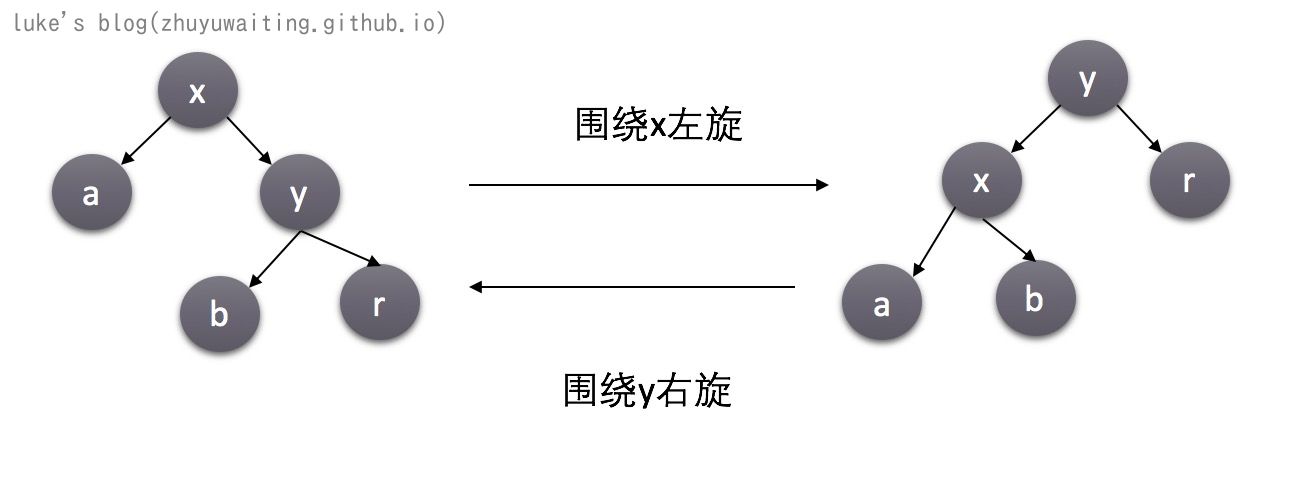 luke's blog(zhuyuwaiting.github.io)
x
a
y
b
r
围绕x左旋
围绕y右旋
y
x
r
a
b